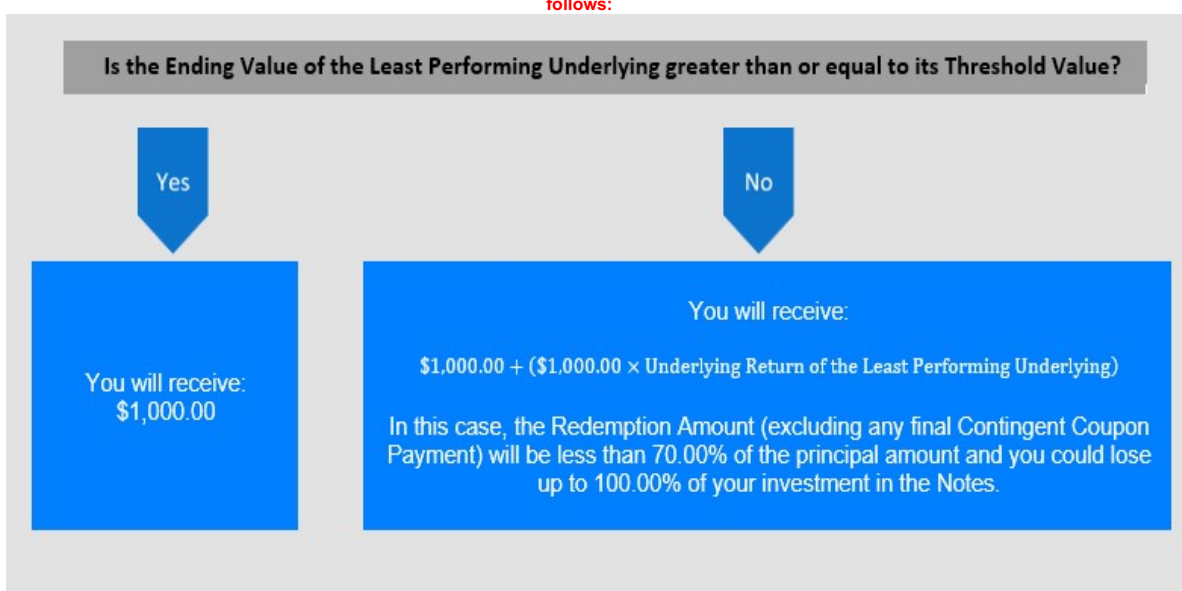 follows:
Is the Ending Value of the Least Performing Underlying greater than or equal to its Threshold Value?
Yes
No
You will receive:
$1,000.00
You will receive:
$1,000.00 + ($1,000.00 × Underlying Return of the Least Performing Underlying)
In this case, the Redemption Amount (excluding any final Contingent Coupon
Payment) will be less than 70.00% of the principal amount and you could lose
up to 100.00% of your investment in the Notes.